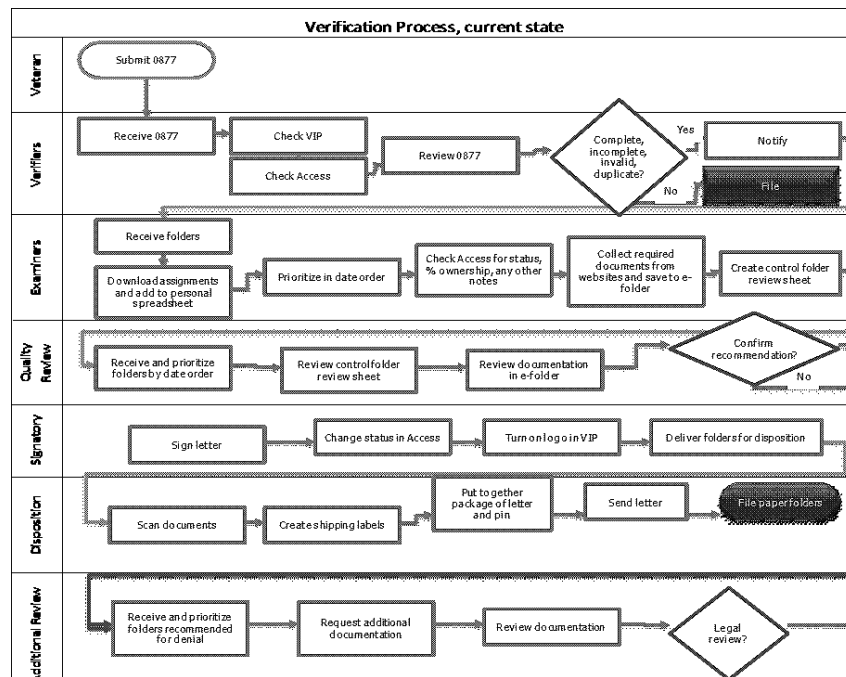 Verification Process, current state
Veteran
Submit 0877
Verifiers
Receive 0877
Check VIP
Check Access
Review 0877
Complete,
incomplete,
invalid,
duplicate?
Yes
No
Notify
File
Examiners
Receive folders
Download assignments
and add to personal
spreadsheet
Prioritize in date order
Check Access for status,
% ownership, any other
notes
Collect required
documents from
websites and save to e-
folder
Create control folder
review sheet
Quality
Review
Receive and prioritize
folders by date order
Review control folder
review sheet
Review documentation
in e-folder
Confirm
recommendation?
No
Signatory
Sign letter
Change status in Access
Turn on logo in VIP
Deliver folders for disposition
Disposition
Scan documents
Create shipping labels
Put together
package of letter
and pin
Send letter
File paper folders
Additional Review
Receive and prioritize
folders recommended
for denial
Request additional
documentation
Review documentation
Legal
review?